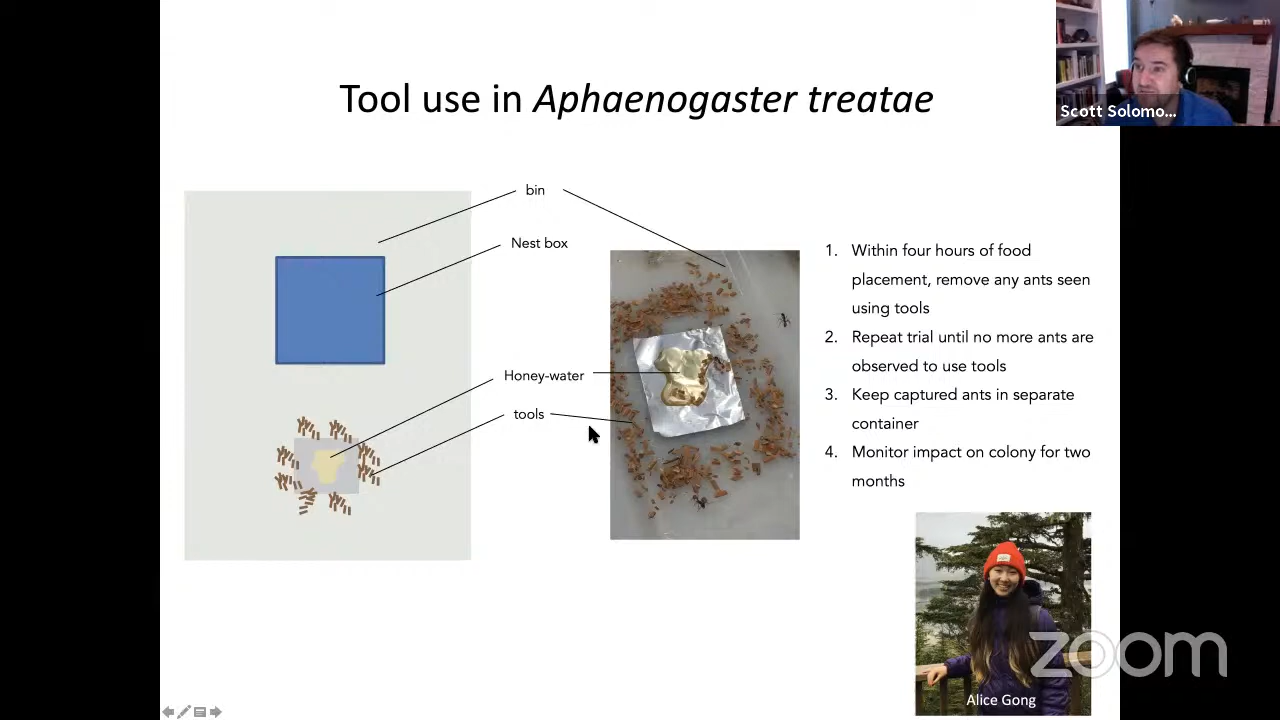 Tool use in Aphaenogaster treatae
Scott Solomo...
bin
Nest box
Honey-water
tools
1. Within four hours of food
placement, remove any ants seen
using tools
2. Repeat trial until no more ants are
observed to use tools
3. Keep captured ants in separate
container
4. Monitor impact on colony for two
months
Alice Gong
zoom